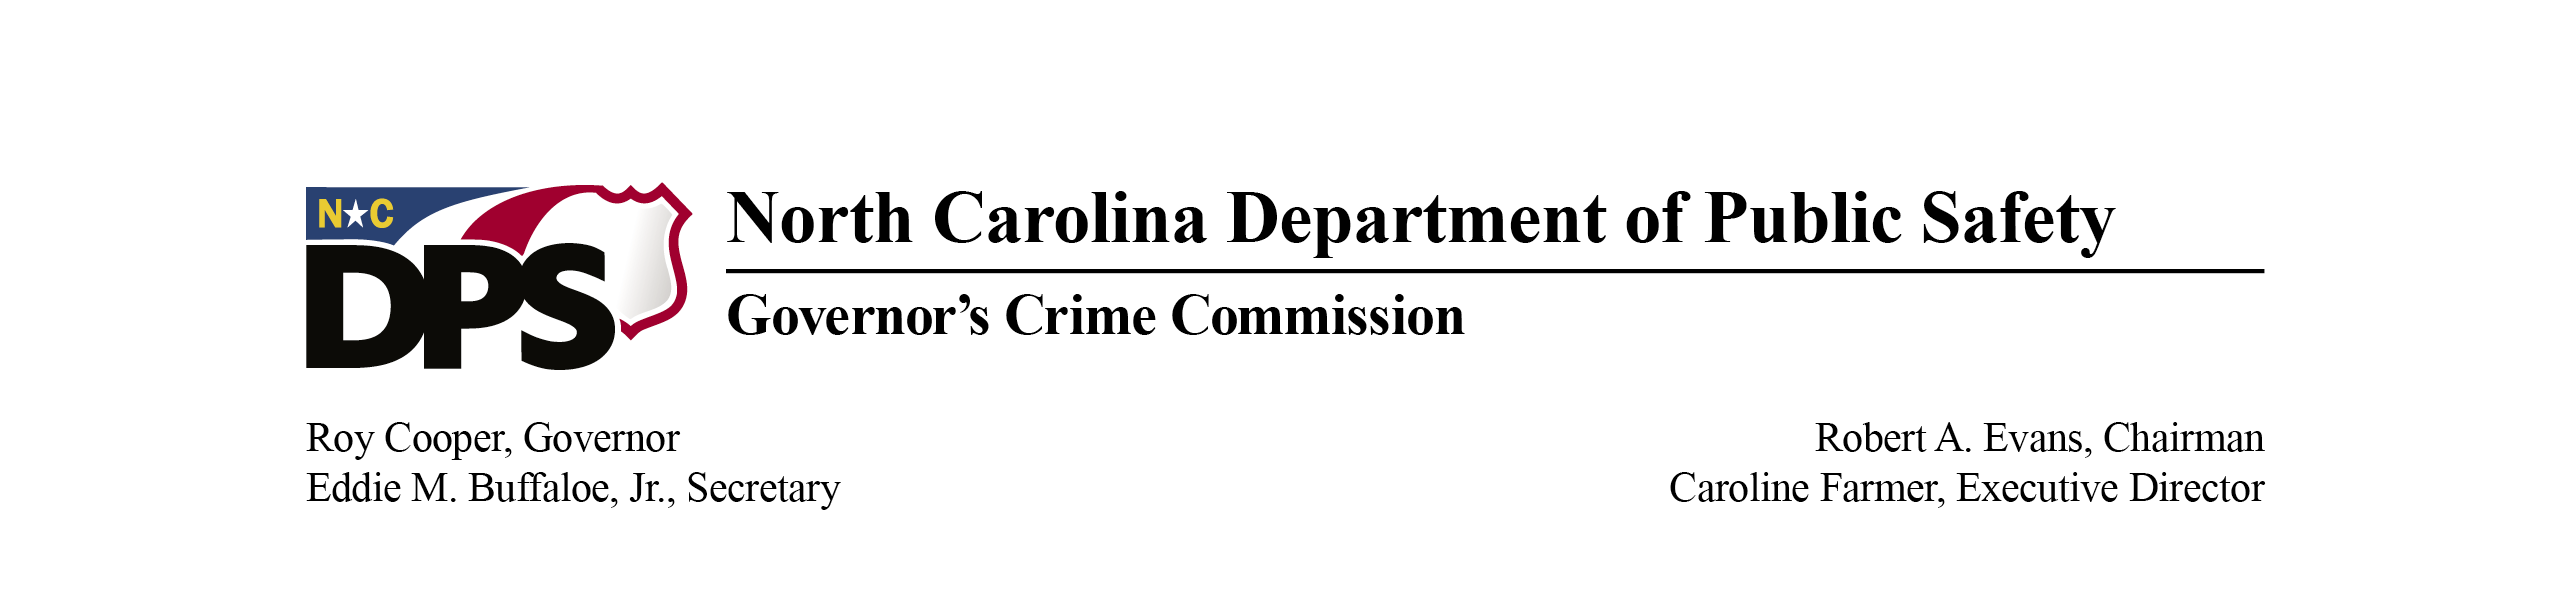 N★C
DPS
North Carolina Department of Public Safety
Governor’s Crime Commission
Roy Cooper, Governor
Eddie M. Buffaloe, Jr., Secretary
Robert A. Evans, Chairman
Caroline Farmer, Executive Director